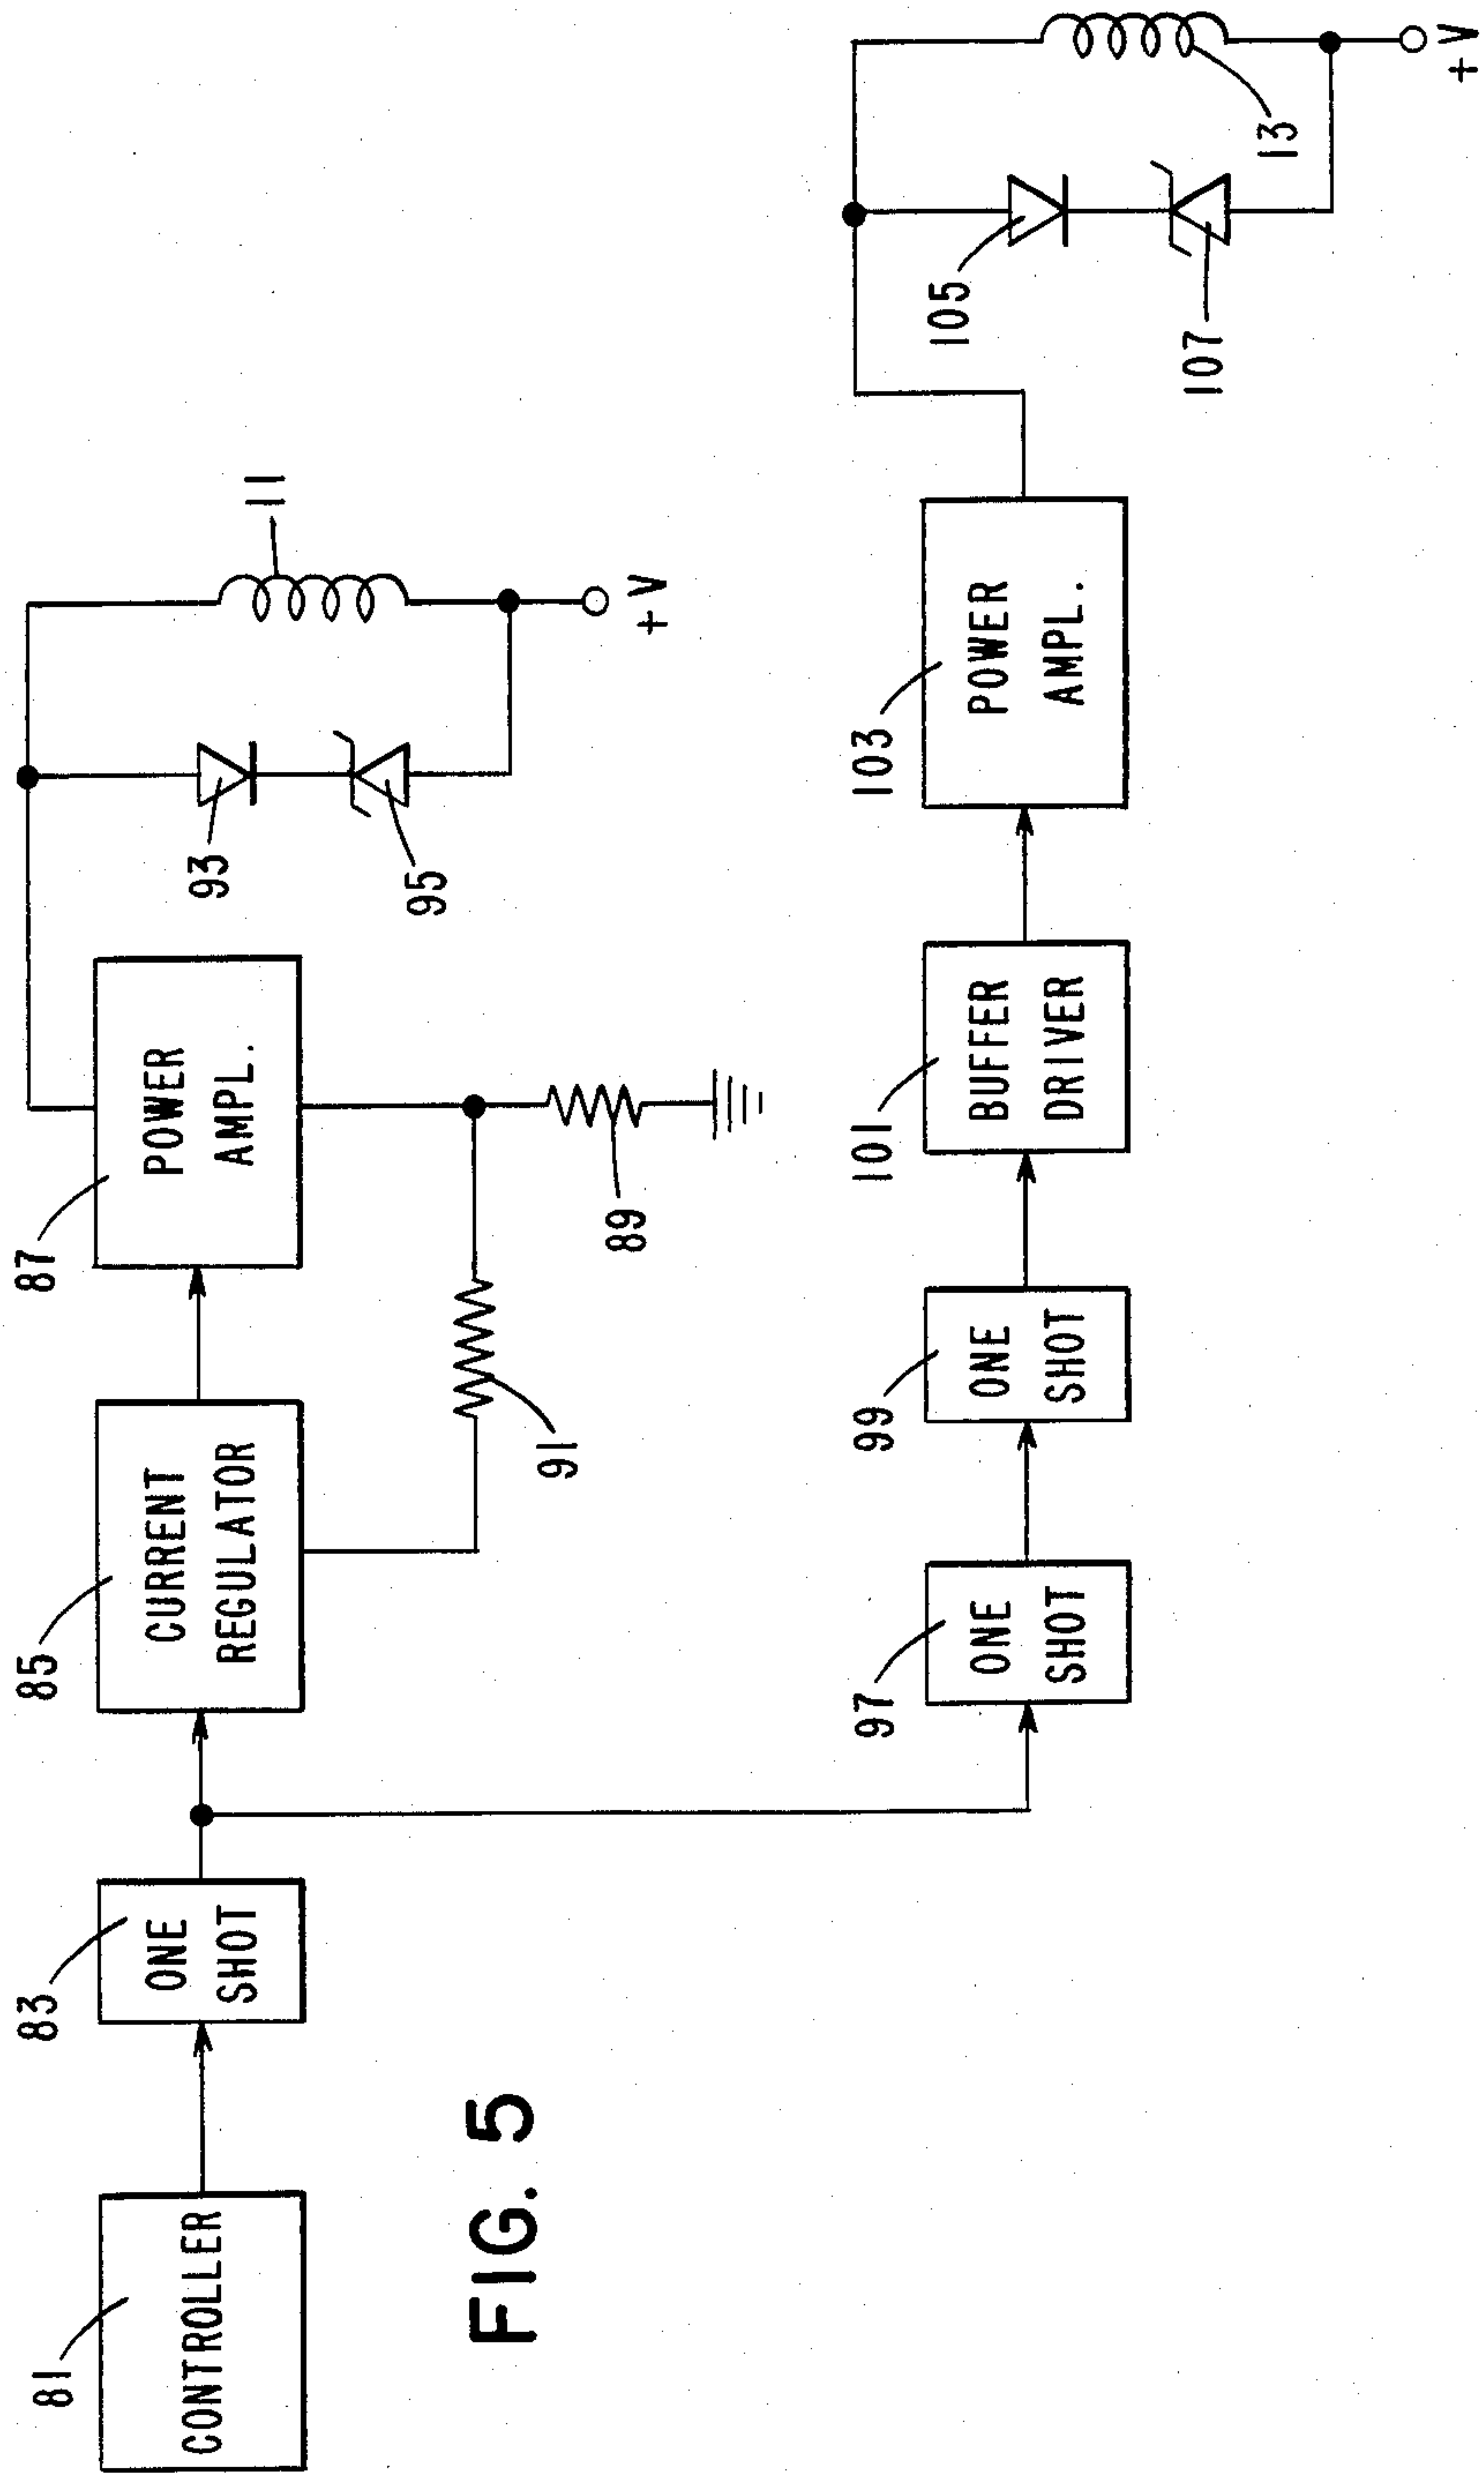 81
CONTROLLER
83
ONE
SHOT
85
CURRENT
REGULATOR
87
POWER
AMPL.
91
89
93
95
11
+V
97
ONE
SHOT
99
ONE
SHOT
101
BUFFER
DRIVER
103
POWER
AMPL.
105
107
13
+V
FIG. 5